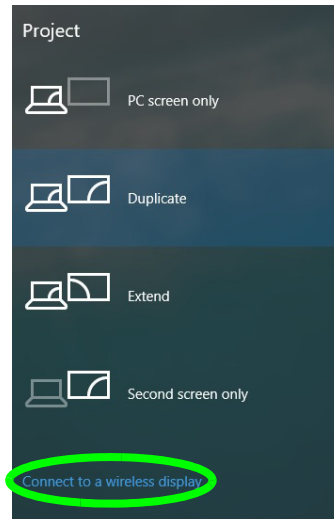 Project
PC screen only
Duplicate
Extend
Second screen only
Connect to a wireless display